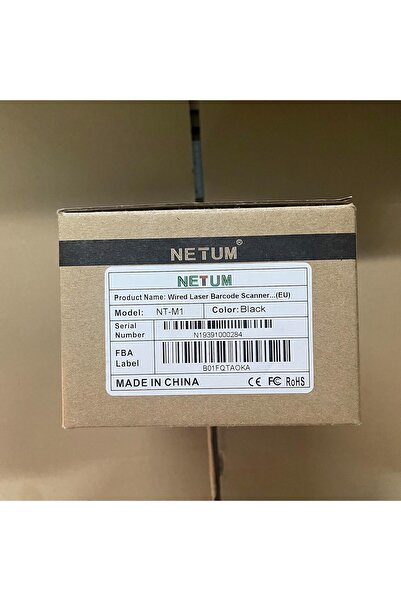 NETUM®
NETUM
Product Name: Wired Laser Barcode Scanner...(EU)
Model: NT-M1 Color: Black
Serial Number N19391000284
FBA Label B01FQTAOKA
MADE IN CHINA CE FC RoHS